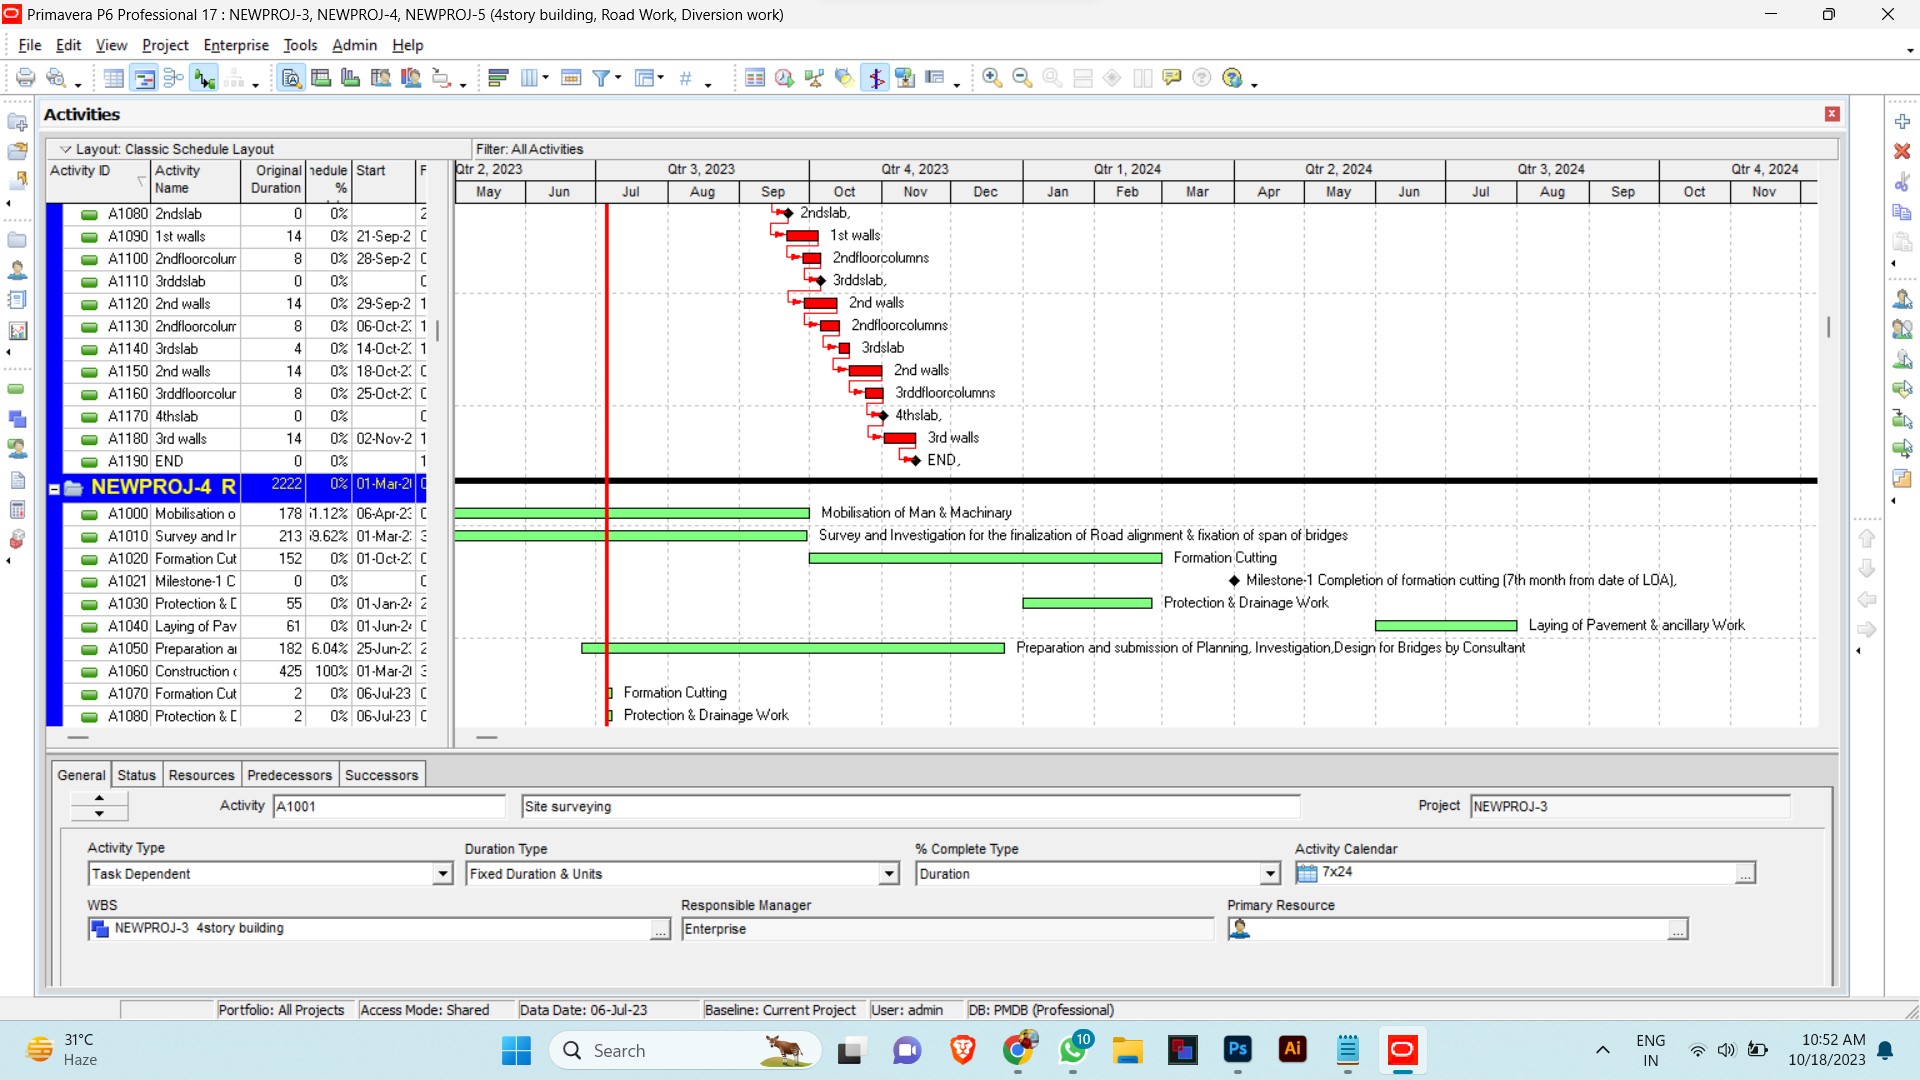 Primavera P6 Professional 17 : NEWPROJ-3, NEWPROJ-4, NEWPROJ-5 (4story building, Road Work, Diversion work)
File Edit View Project Enterprise Tools Admin Help
Activities
Layout: Classic Schedule Layout Filter: All Activities
Activity ID Activity Name Original Duration hedule % Start F
Qtr 2, 2023 Qtr 3, 2023 Qtr 4, 2023 Qtr 1, 2024 Qtr 2, 2024 Qtr 3, 2024 Qtr 4, 2024
May Jun Jul Aug Sep Oct Nov Dec Jan Feb Mar Apr May Jun Jul Aug Sep Oct Nov
A1080 2ndslab 0 0% 2ndslab,
A1090 1st walls 14 0% 21-Sep-2 1st walls
A1100 2ndfloorcolum 8 0% 28-Sep-2 2ndfloorcolumns
A1110 3rddslab 0 0% 3rddslab,
A1120 2nd walls 14 0% 29-Sep-2 2nd walls
A1130 2ndfloorcolum 8 0% 06-Oct-2 2ndfloorcolumns
A1140 3rdslab 4 0% 14-Oct-2 3rdslab
A1150 2nd walls 14 0% 18-Oct-2 2nd walls
A1160 3rddfloorcolur 8 0% 25-Oct-2 3rddfloorcolumns
A1170 4thslab 0 0% 4thslab,
A1180 3rd walls 14 0% 02-Nov-2 3rd walls
A1190 END 0 0% END,
NEWPROJ-4 R 2222 0% 01-Mar-2
A1000 Mobilisation o 178 1.12% 06-Apr-2 Mobilisation of Man & Machinary
A1010 Survey and Ir 213 9.62% 01-Mar-2 Survey and Investigation for the finalization of Road alignment & fixation of span of bridges
A1020 Formation Cut 152 0% 01-Oct-2 Formation Cutting
A1021 Milestone-1 C 0 0% Milestone-1 Completion of formation cutting (7th month from date of LOA),
A1030 Protection & D 55 0% 01-Jan-24 Protection & Drainage Work
A1040 Laying of Pav 61 0% 01-Jun-24 Laying of Pavement & ancillary Work
A1050 Preparation ar 182 6.04% 25-Jun-2 Preparation and submission of Planning, Investigation,Design for Bridges by Consultant
A1060 Construction 425 100% 01-Mar-2
A1070 Formation Cut 2 0% 06-Jul-23 Formation Cutting
A1080 Protection & D 2 0% 06-Jul-23 Protection & Drainage Work
General Status Resources Predecessors Successors
Activity A1001 Site surveying Project NEWPROJ-3
Activity Type Duration Type % Complete Type Activity Calendar
Task Dependent Fixed Duration & Units Duration 7x24
WBS Responsible Manager Primary Resource
NEWPROJ-3 4story building Enterprise
Portfolio: All Projects Access Mode: Shared Data Date: 06-Jul-23 Baseline: Current Project User: admin DB: PMDB (Professional)
31°C
Haze
Search
10
Ps Ai
ENG
IN
10:52 AM
10/18/2023